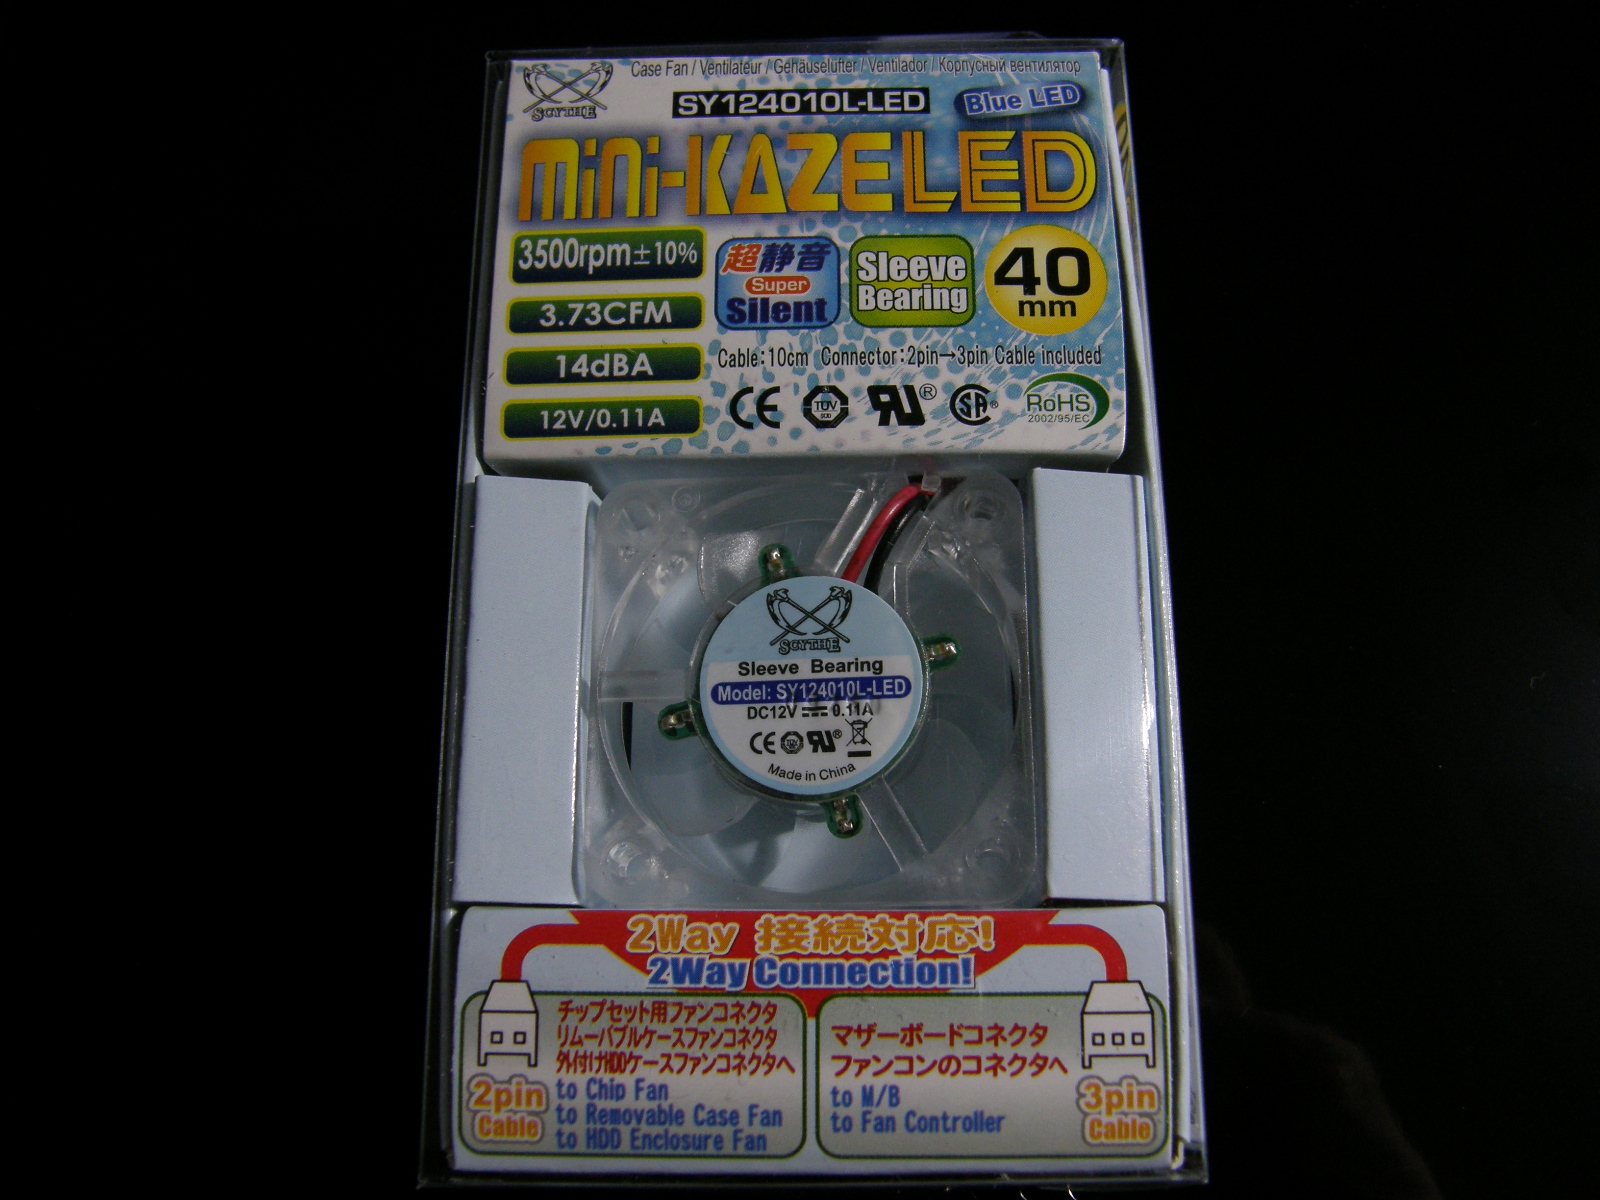 SCYTHE
Case Fan / Ventilateur / Gehäuselüfter / Ventilador / Корпусный вентилятор
SY124010L-LED
Blue LED
mini-KAZE LED
3500rpm±10%
3.73CFM
14dBA
12V/0.11A
超静音
Super
Silent
Sleeve
Bearing
40
mm
Cable:10cm Connector:2pin→3pin Cable included
CE
TUV
RU®
CSA®
RoHS
2002/95/EC
SCYTHE
Sleeve Bearing
Model: SY124010L-LED
DC12V 0.11A
CE RU®
Made in China
2Way 接続対応!
2Way Connection!
チップセット用ファンコネクタ
リムーバブルケースファンコネクタ
外付けHDDケースファンコネクタへ
2pin
Cable
to Chip Fan
to Removable Case Fan
to HDD Enclosure Fan
マザーボードコネクタ
ファンコンのコネクタへ
to M/B
to Fan Controller
3pin
Cable